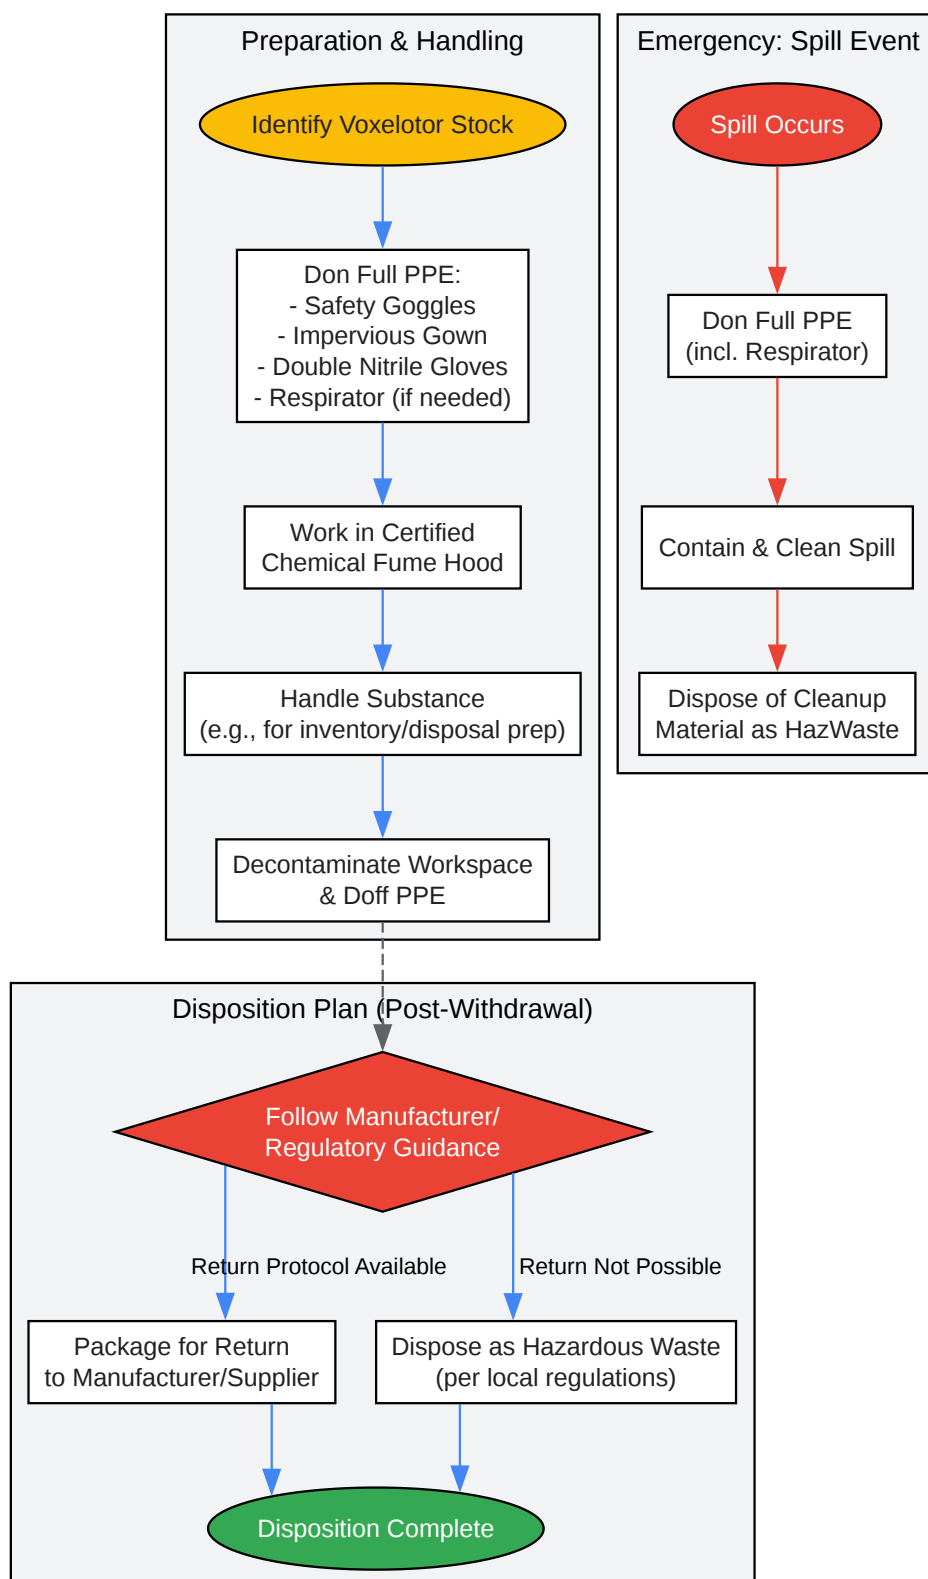 Preparation & Handling
Identify Voxelotor Stock
Don Full PPE:
- Safety Goggles
- Impervious Gown
- Double Nitrile Gloves
- Respirator (if needed)
Work in Certified
Chemical Fume Hood
Handle Substance
(e.g., for inventory/disposal prep)
Decontaminate Workspace
& Doff PPE
Emergency: Spill Event
Spill Occurs
Don Full PPE
(incl. Respirator)
Contain & Clean Spill
Dispose of Cleanup
Material as HazWaste
Disposition Plan (Post-Withdrawal)
Follow Manufacturer/
Regulatory Guidance
Return Protocol Available
Return Not Possible
Package for Return
to Manufacturer/Supplier
Dispose as Hazardous Waste
(per local regulations)
Disposition Complete